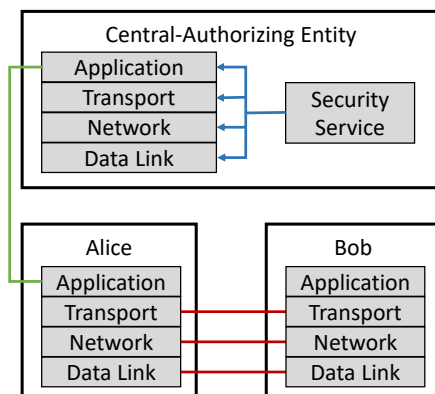 Central-Authorizing Entity
Application
Transport
Network
Data Link
Security
Service
Alice
Application
Transport
Network
Data Link
Bob
Application
Transport
Network
Data Link